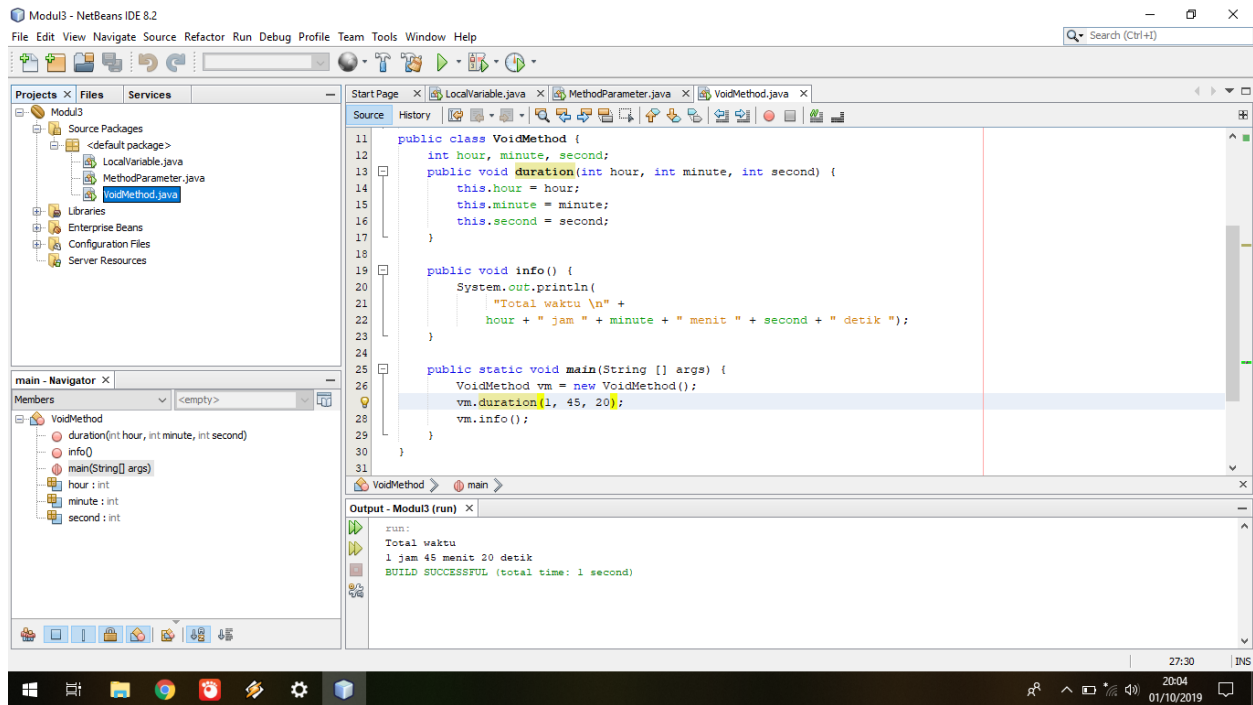 Modul3 - NetBeans IDE 8.2
File Edit View Navigate Source Refactor Run Debug Profile Team Tools Window Help
Search (Ctrl+I)
Projects Files Services
Modul3
Source Packages
<default package>
LocalVariable.java
MethodParameter.java
VoidMethod.java
Libraries
Enterprise Beans
Configuration Files
Server Resources
main - Navigator
Members <empty>
VoidMethod
duration(int hour, int minute, int second)
info()
main(String[] args)
hour : int
minute : int
second : int
Start Page LocalVariable.java MethodParameter.java VoidMethod.java
Source History
11 public class VoidMethod {
12 int hour, minute, second;
13 public void duration(int hour, int minute, int second) {
14 this.hour = hour;
15 this.minute = minute;
16 this.second = second;
17 }
18
19 public void info() {
20 System.out.println(
21 "Total waktu \n" +
22 hour + " jam " + minute + " menit " + second + " detik ");
23 }
24
25 public static void main(String [] args) {
26 VoidMethod vm = new VoidMethod();
vm.duration(1, 45, 20);
28 vm.info();
29 }
30 }
31
VoidMethod main
Output - Modul3 (run)
run:
Total waktu
1 jam 45 menit 20 detik
BUILD SUCCESSFUL (total time: 1 second)
27:30 INS
20:04
01/10/2019